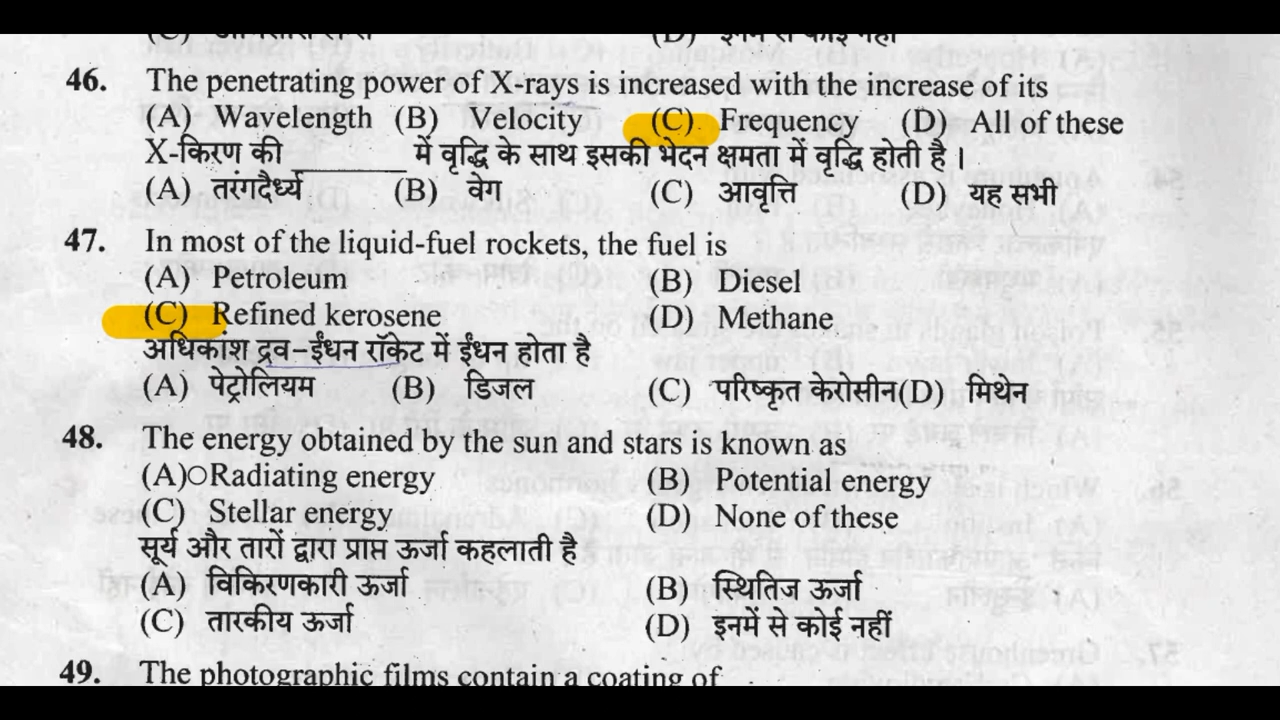 46. The penetrating power of X-rays is increased with the increase of its
(A) Wavelength (B) Velocity (C) Frequency (D) All of these
X-किरण की ________ में वृद्धि के साथ इसकी भेदन क्षमता में वृद्धि होती है ।
(A) तरंगदैर्ध्य (B) वेग (C) आवृत्ति (D) यह सभी
47. In most of the liquid-fuel rockets, the fuel is
(A) Petroleum (B) Diesel
(C) Refined kerosene (D) Methane
अधिकांश द्रव-ईंधन रॉकेट में ईंधन होता है
(A) पेट्रोलियम (B) डिजल (C) परिष्कृत केरोसीन (D) मिथेन
48. The energy obtained by the sun and stars is known as
(A) Radiating energy (B) Potential energy
(C) Stellar energy (D) None of these
सूर्य और तारों द्वारा प्राप्त ऊर्जा कहलाती है
(A) विकिरणकारी ऊर्जा (B) स्थितिज ऊर्जा
(C) तारकीय ऊर्जा (D) इनमें से कोई नहीं
49. The photographic films contain a coating of